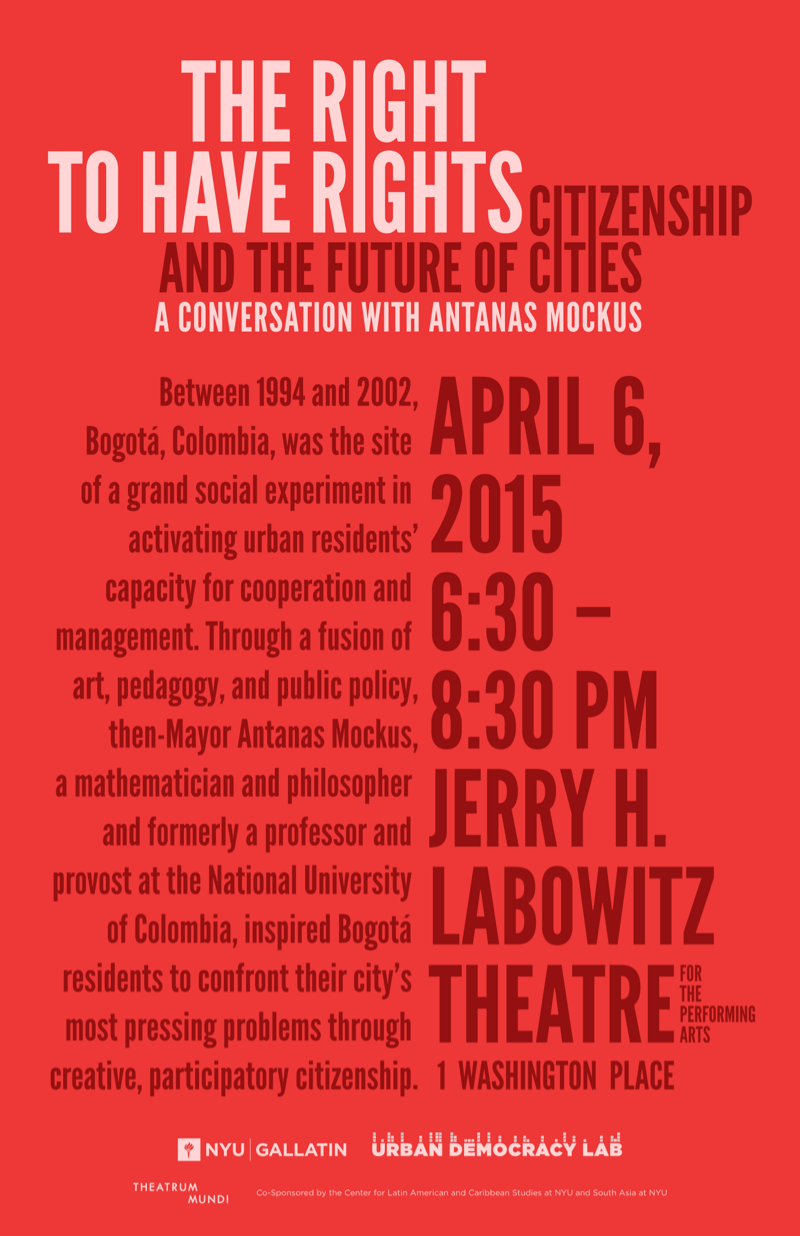 THE RIGHT
TO HAVE RIGHTS
CITIZENSHIP
AND THE FUTURE OF CITIES
A CONVERSATION WITH ANTANAS MOCKUS
Between 1994 and 2002,
Bogotá, Colombia, was the site
of a grand social experiment in
activating urban residents’
capacity for cooperation and
management. Through a fusion of
art, pedagogy, and public policy,
then-Mayor Antanas Mockus,
a mathematician and philosopher
and formerly a professor and
provost at the National University
of Colombia, inspired Bogotá
residents to confront their city’s
most pressing problems through
creative, participatory citizenship.
APRIL 6,
2015
6:30 –
8:30 PM
JERRY H.
LABOWITZ
THEATRE
FOR
THE
PERFORMING
ARTS
1 WASHINGTON PLACE
NYU | GALLATIN
URBAN DEMOCRACY LAB
THEATRUM
MUNDI
Co-Sponsored by the Center for Latin American and Caribbean Studies at NYU and South Asia at NYU